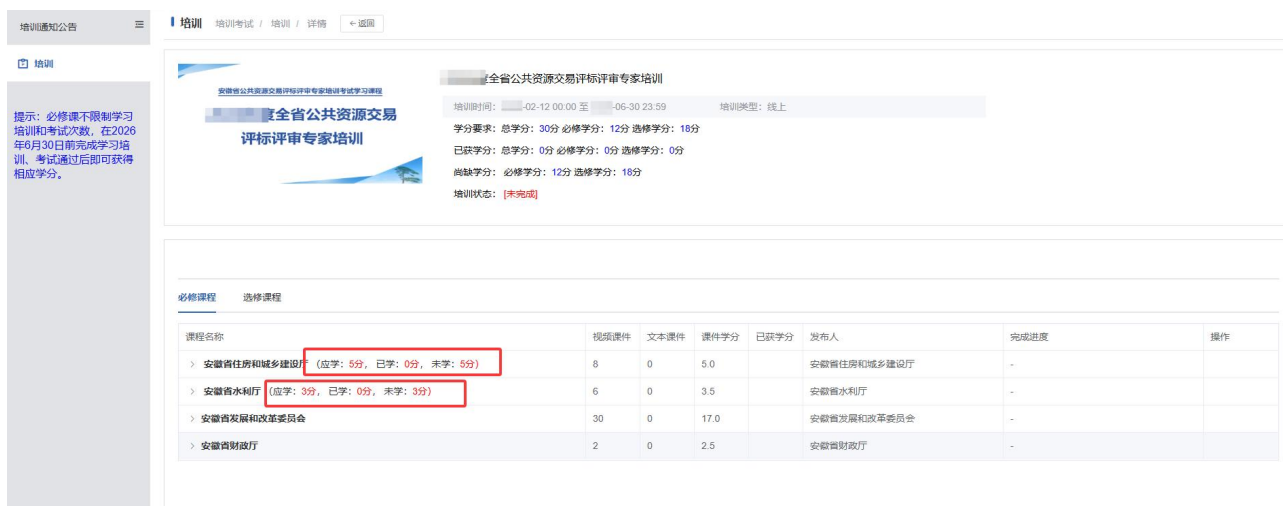 培训通知公告
培训
提示：必修课不限制学习
培训和考试次数，在2026
年6月30日前完成学习培
训、考试通过后即可获得
相应学分。
培训 培训考试 / 培训 / 详情 ←返回
安徽省公共资源交易评标评审专家培训考试学习课程
度全省公共资源交易
评标评审专家培训
全省公共资源交易评标评审专家培训
培训时间： -02-12 00:00 至 -06-30 23:59 培训类型：线上
学分要求：总学分：30分 必修学分：12分 选修学分：18分
已获学分：总学分：0分 必修学分：0分 选修学分：0分
尚缺学分： 必修学分：12分 选修学分：18分
培训状态： [未完成]
必修课程 选修课程
课程名称 视频课件 文本课件 课件学分 已获学分 发布人 完成进度 操作
> 安徽省住房和城乡建设厅（应学：5分，已学：0分，未学：5分） 8 0 5.0 安徽省住房和城乡建设厅 -
> 安徽省水利厅（应学：3分，已学：0分，未学：3分） 6 0 3.5 安徽省水利厅 -
> 安徽省发展和改革委员会 30 0 17.0 安徽省发展和改革委员会 -
> 安徽省财政厅 2 0 2.5 安徽省财政厅 -